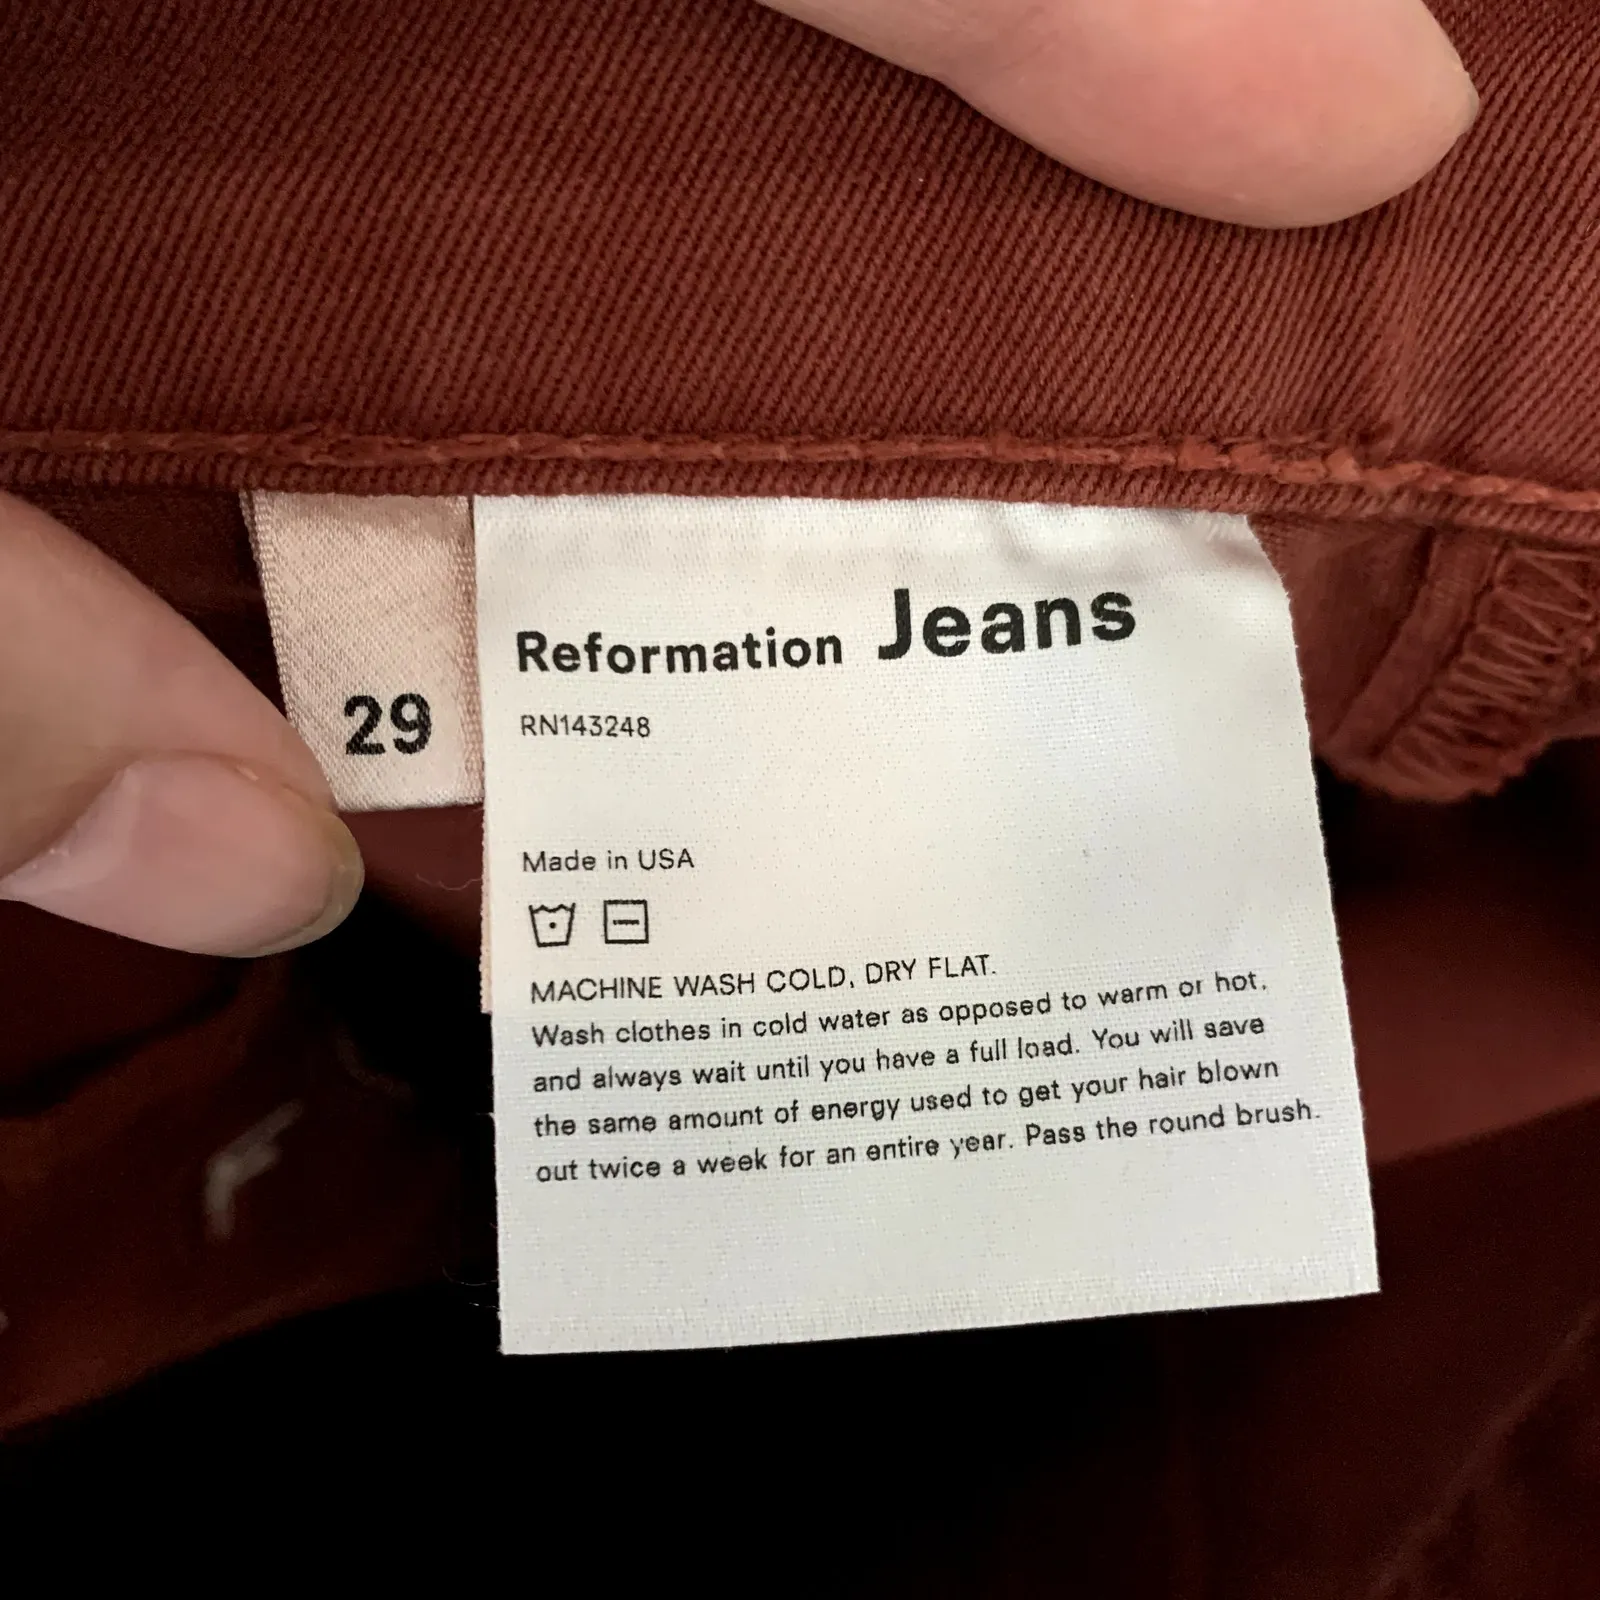 29
Reformation Jeans
RN143248
Made in USA
MACHINE WASH COLD, DRY FLAT.
Wash clothes in cold water as opposed to warm or hot,
and always wait until you have a full load. You will save
the same amount of energy used to get your hair blown
out twice a week for an entire year. Pass the round brush.